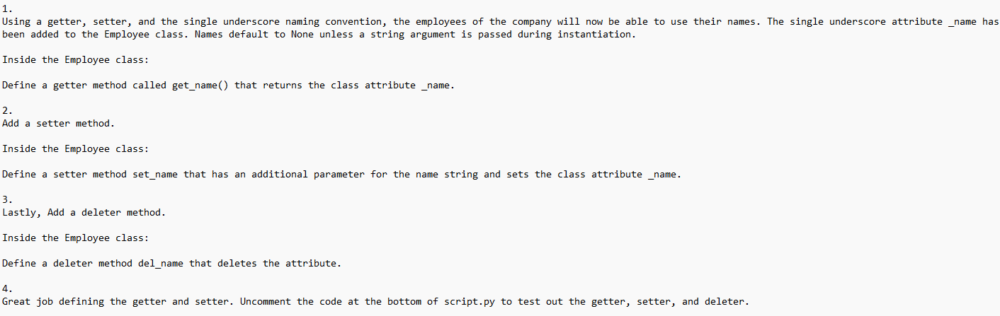 1.
Using a getter, setter, and the single underscore naming convention, the employees of the company will now be able to use their names. The single underscore attribute _name has
been added to the Employee class. Names default to None unless a string argument is passed during instantiation.
Inside the Employee class:
Define a getter method called get_name() that returns the class attribute _name.
2.
Add a setter method.
Inside the Employee class:
Define a setter method set_name that has an additional parameter for the name string and sets the class attribute _name.
3.
Lastly, Add a deleter method.
Inside the Employee class:
Define a deleter method del_name that deletes the attribute.
4.
Great job defining the getter and setter. Uncomment the code at the bottom of script.py to test out the getter, setter, and deleter.